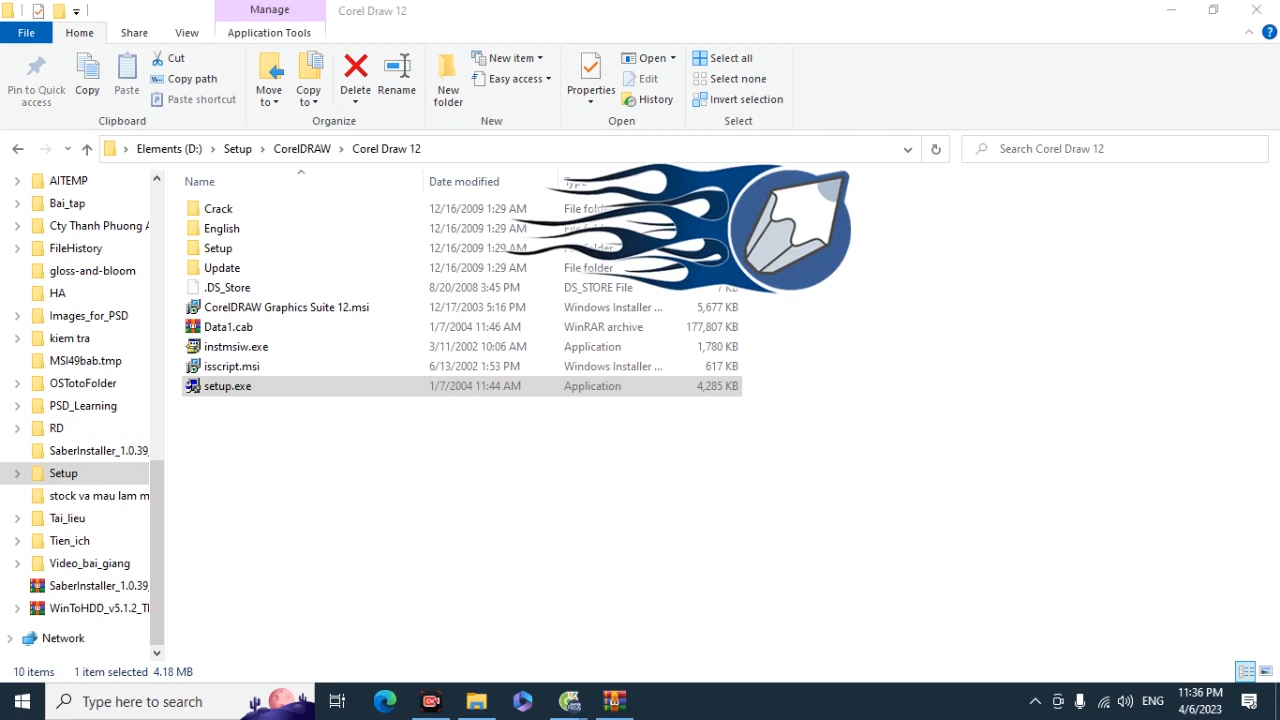 Manage
Corel Draw 12
File
Home
Share
View
Application Tools
Pin to Quick access
Copy
Paste
Cut
Copy path
Paste shortcut
Clipboard
Move to
Copy to
Delete
Rename
Organize
New folder
New item
Easy access
New
Properties
Open
Edit
History
Open
Select all
Select none
Invert selection
Select
Elements (D:)
Setup
CorelDRAW
Corel Draw 12
Search Corel Draw 12
Name
Date modified
Type
AITEMP
Bai_tap
Cty Thanh Phuong A
FileHistory
gloss-and-bloom
HA
Images_for_PSD
kiem tra
MSI49bab.tmp
OSTotoFolder
PSD_Learning
RD
SaberInstaller_1.0.39
Setup
stock va mau lam m
Tai_lieu
Tien_ich
Video_bai_giang
SaberInstaller_1.0.39
WinToHDD_v5.1.2_T
Network
Crack 12/16/2009 1:29 AM File folder
English 12/16/2009 1:29 AM
Setup 12/16/2009 1:29 AM File folder
Update 12/16/2009 1:29 AM File folder
.DS_Store 8/20/2008 3:45 PM DS_STORE File 7 KB
CorelDRAW Graphics Suite 12.msi 12/17/2003 5:16 PM Windows Installer ... 5,677 KB
Data1.cab 1/7/2004 11:46 AM WinRAR archive 177,807 KB
instmsiw.exe 3/11/2002 10:06 AM Application 1,780 KB
isscript.msi 6/13/2002 1:53 PM Windows Installer ... 617 KB
setup.exe 1/7/2004 11:44 AM Application 4,285 KB
10 items
1 item selected 4.18 MB
Type here to search
ENG
11:36 PM
4/6/2023